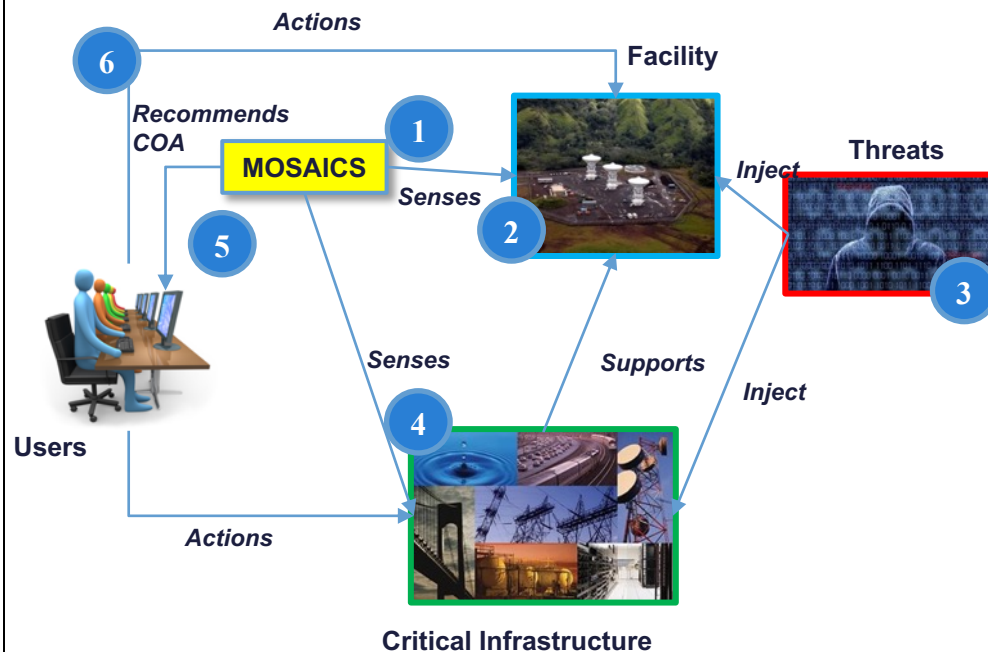 Actions
6
Facility
Recommends
COA
1
MOSAICS
Senses
Inject
Threats
2
5
3
Senses
Supports
Inject
4
Users
Actions
Critical Infrastructure